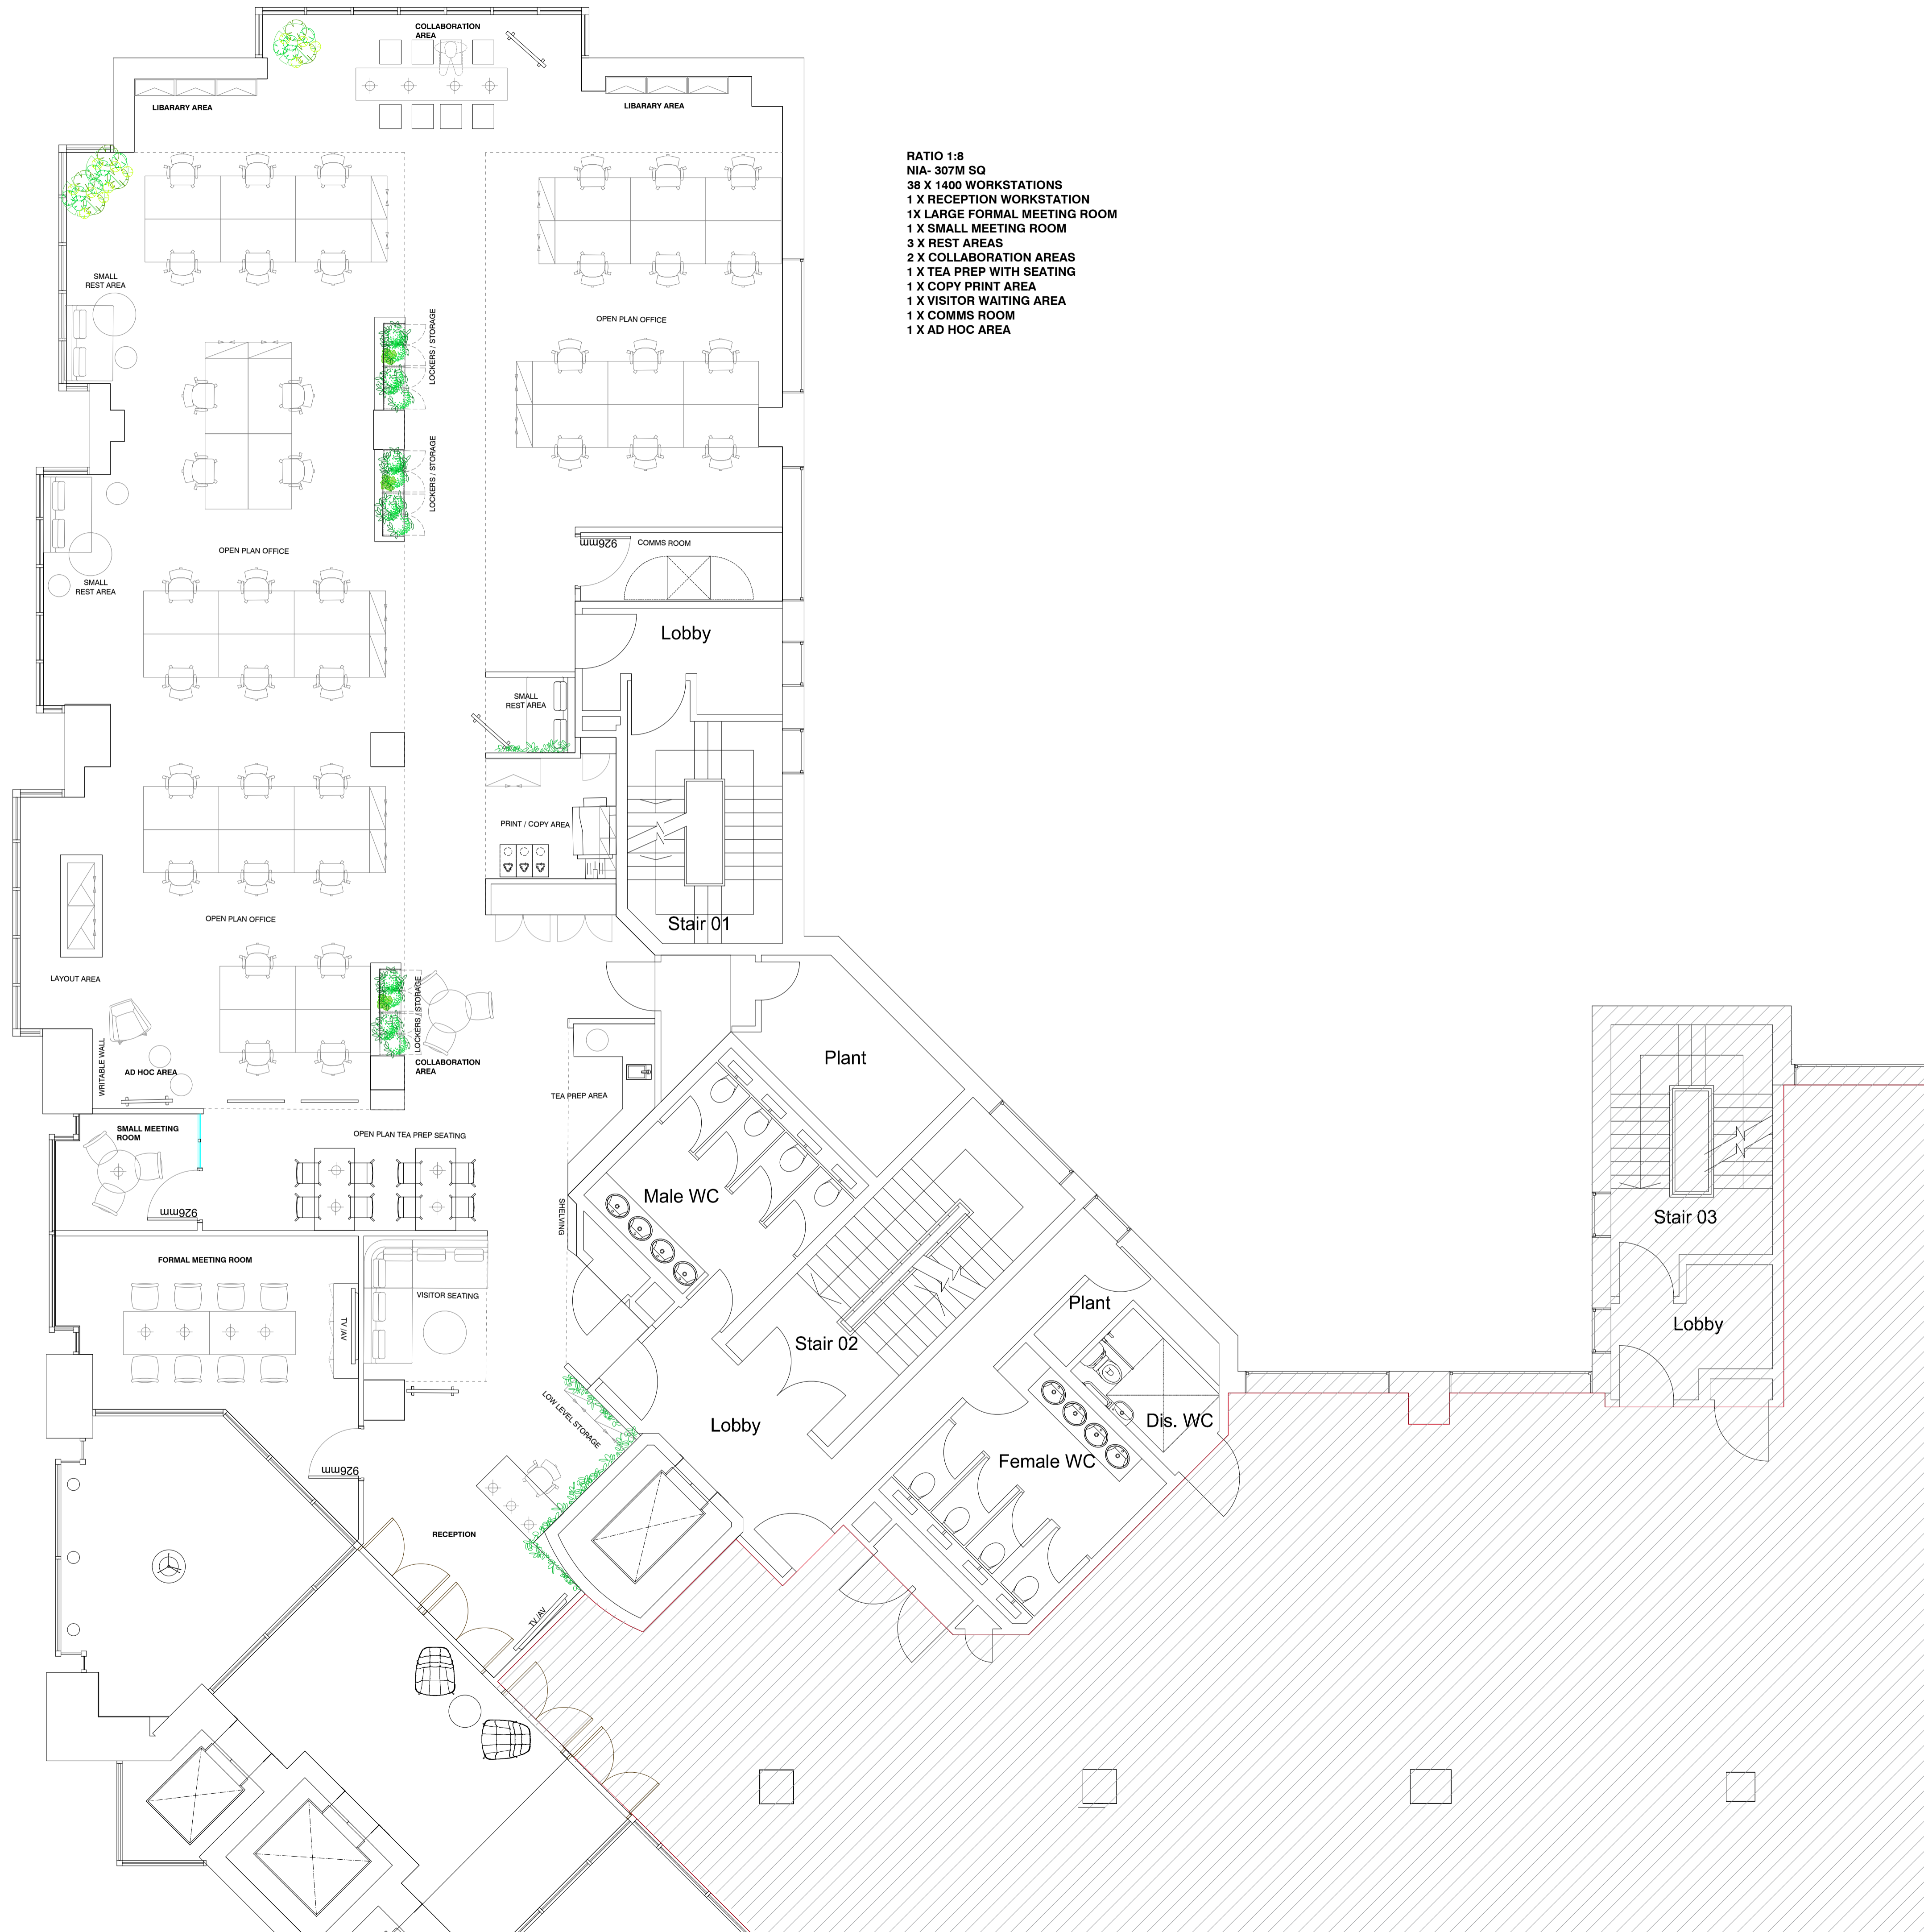 COLLABORATION
AREA
LIBARARY AREA
LIBARARY AREA
RATIO 1:8
NIA- 307M SQ
38 X 1400 WORKSTATIONS
1 X RECEPTION WORKSTATION
1X LARGE FORMAL MEETING ROOM
1 X SMALL MEETING ROOM
3 X REST AREAS
2 X COLLABORATION AREAS
1 X TEA PREP WITH SEATING
1 X COPY PRINT AREA
1 X VISITOR WAITING AREA
1 X COMMS ROOM
1 X AD HOC AREA
SMALL
REST AREA
OPEN PLAN OFFICE
LOCKERS / STORAGE
LOCKERS / STORAGE
OPEN PLAN OFFICE
926mm
COMMS ROOM
SMALL
REST AREA
Lobby
SMALL
REST AREA
PRINT / COPY AREA
OPEN PLAN OFFICE
Stair 01
LAYOUT AREA
LOCKERS / STORAGE
WRITABLE WALL
AD HOC AREA
COLLABORATION
AREA
Plant
TEA PREP AREA
SMALL MEETING
ROOM
OPEN PLAN TEA PREP SEATING
926mm
SHELVING
Male WC
Stair 03
FORMAL MEETING ROOM
TV /AV
VISITOR SEATING
Plant
Stair 02
Lobby
LOW LEVEL STORAGE
Lobby
Dis. WC
Female WC
926mm
RECEPTION
TV /AV